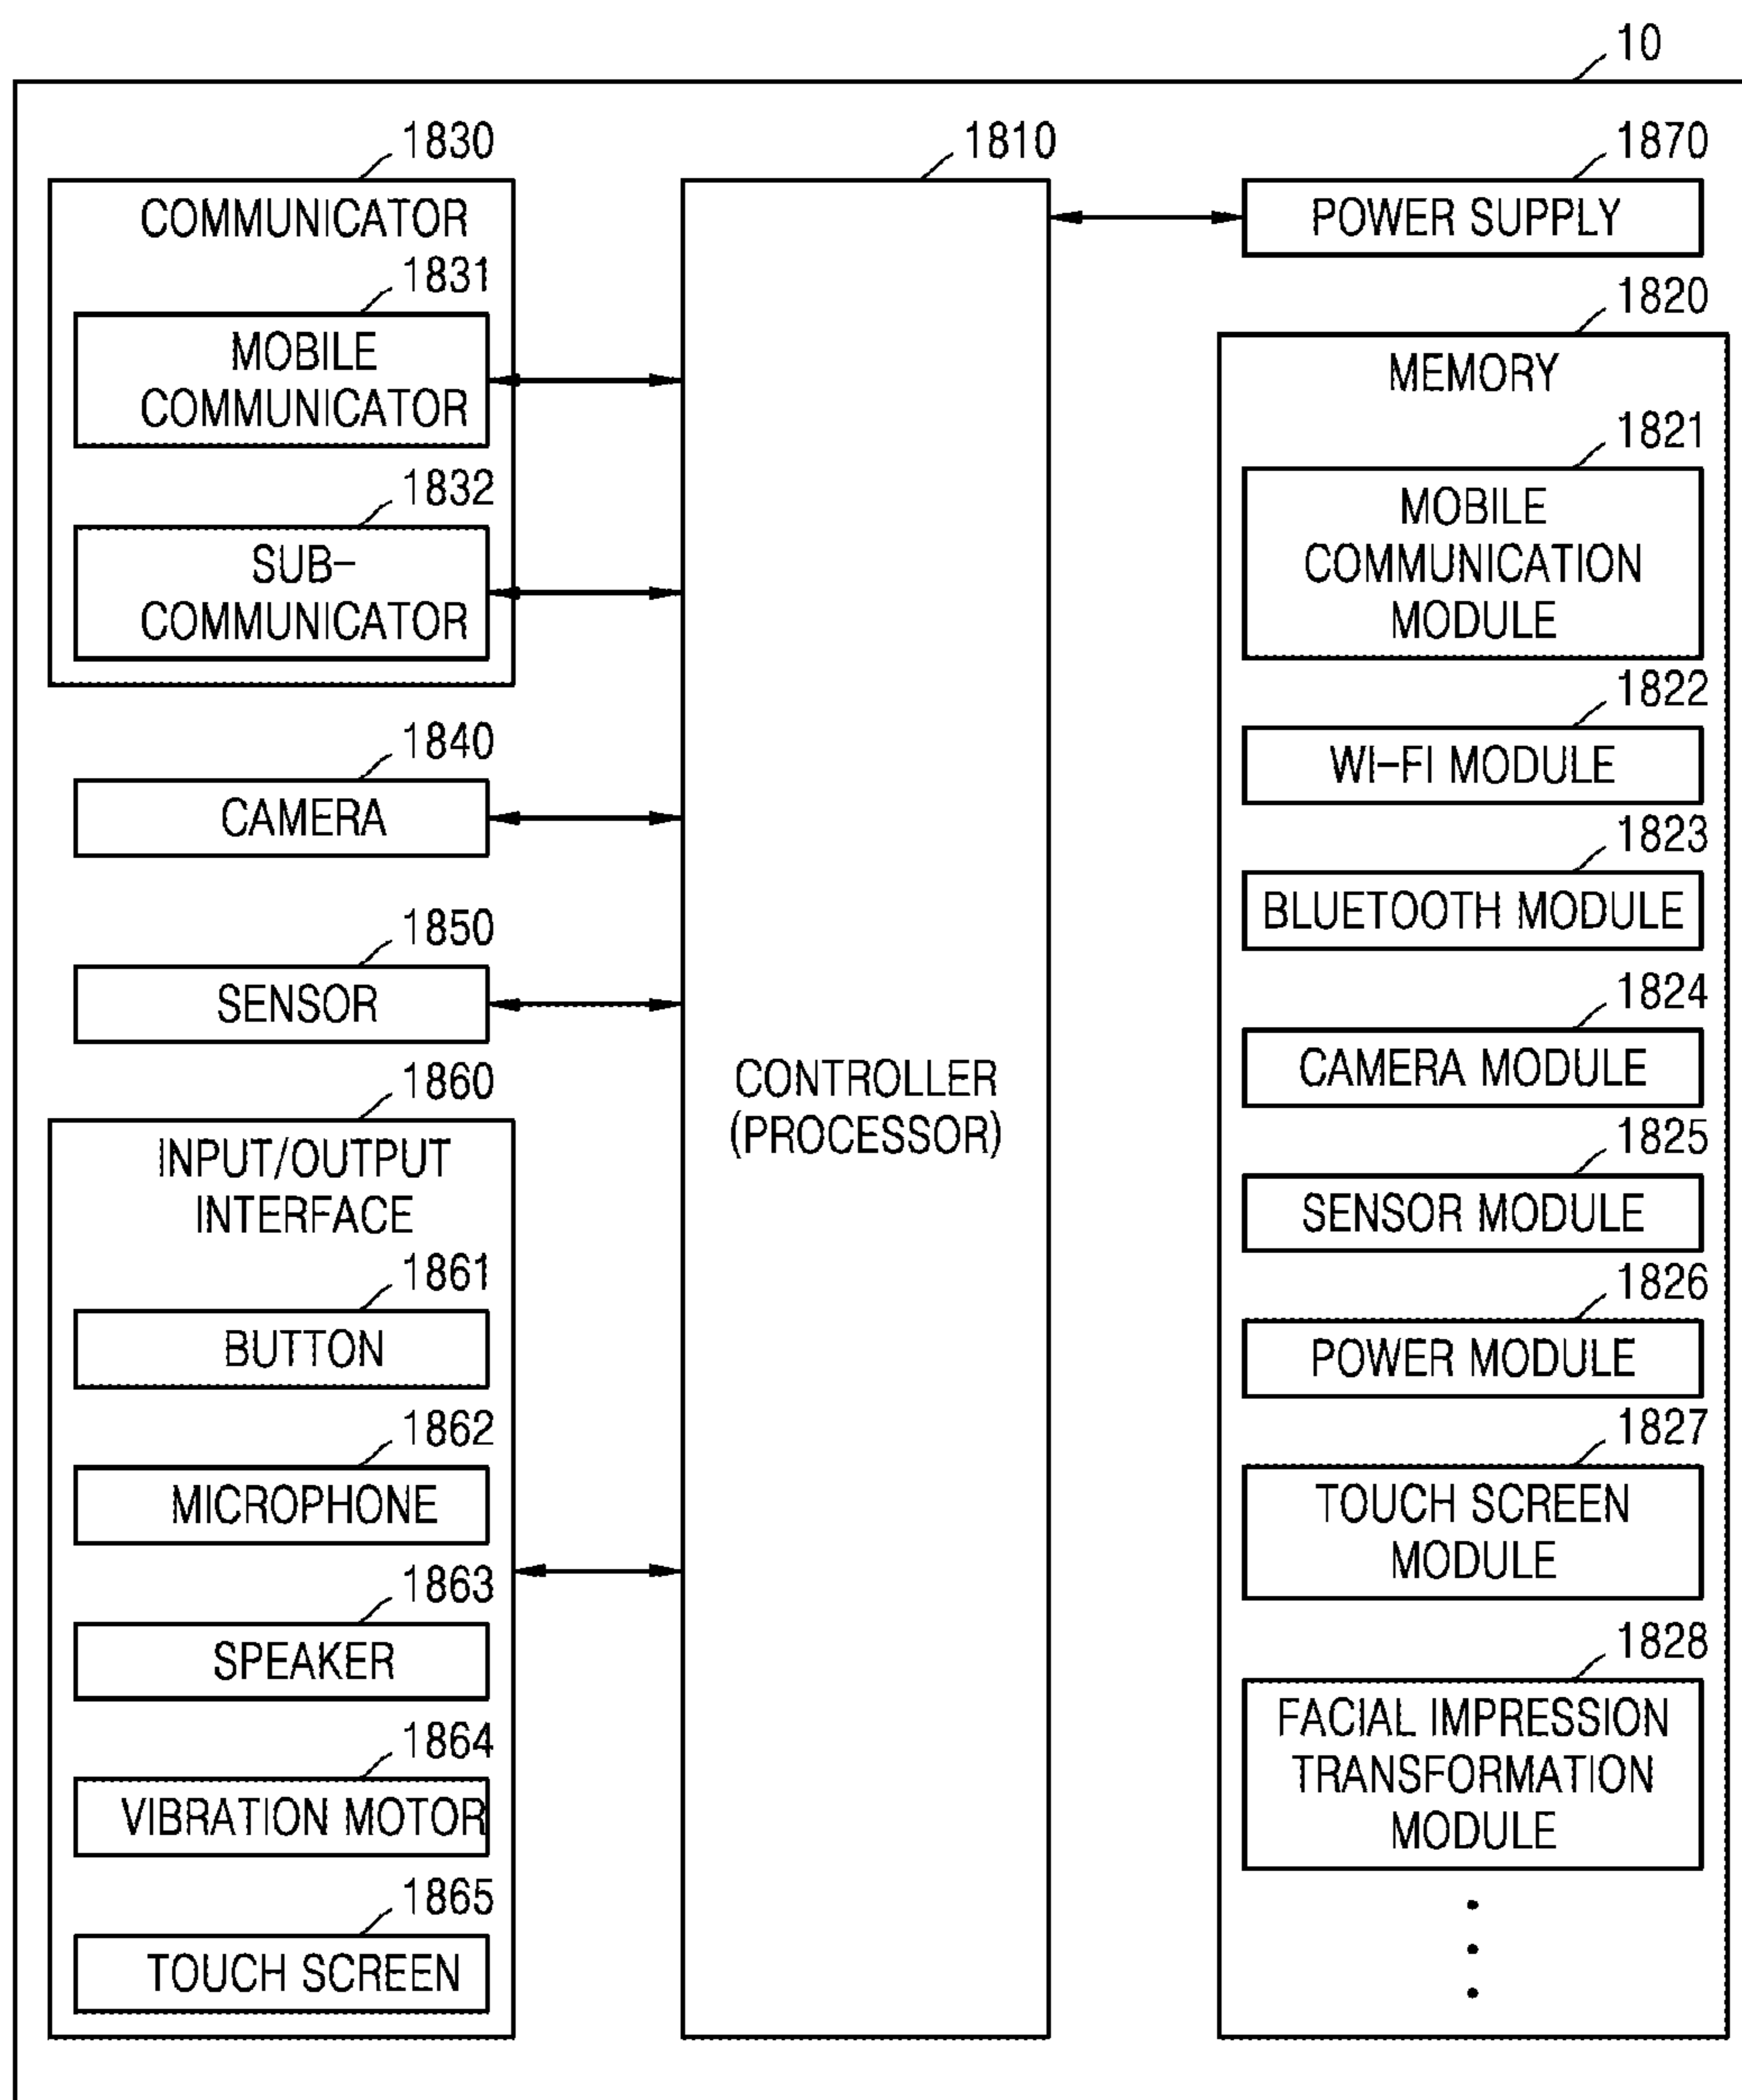 10
1830
COMMUNICATOR
1831
MOBILE
COMMUNICATOR
1832
SUB-
COMMUNICATOR
1840
CAMERA
1850
SENSOR
1860
INPUT/OUTPUT
INTERFACE
1861
BUTTON
1862
MICROPHONE
1863
SPEAKER
1864
VIBRATION MOTOR
1865
TOUCH SCREEN
1810
CONTROLLER
(PROCESSOR)
1870
POWER SUPPLY
1820
MEMORY
1821
MOBILE
COMMUNICATION
MODULE
1822
WI-FI MODULE
1823
BLUETOOTH MODULE
1824
CAMERA MODULE
1825
SENSOR MODULE
1826
POWER MODULE
1827
TOUCH SCREEN
MODULE
1828
FACIAL IMPRESSION
TRANSFORMATION
MODULE